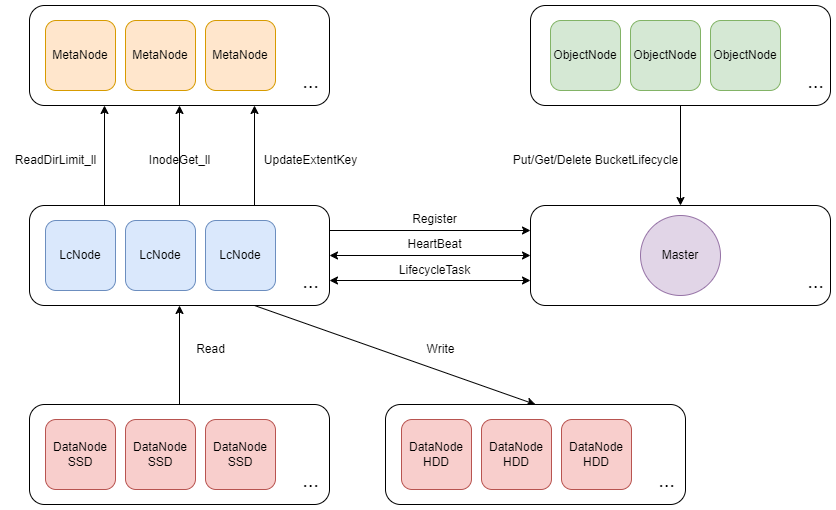 MetaNode MetaNode MetaNode ...
ObjectNode ObjectNode ObjectNode ...
ReadDirLimit_ll InodeGet_ll UpdateExtentKey
Put/Get/Delete BucketLifecycle
LcNode LcNode LcNode ...
Register
HeartBeat
LifecycleTask
Master ...
Read
Write
DataNode SSD DataNode SSD DataNode SSD ...
DataNode HDD DataNode HDD DataNode HDD ...